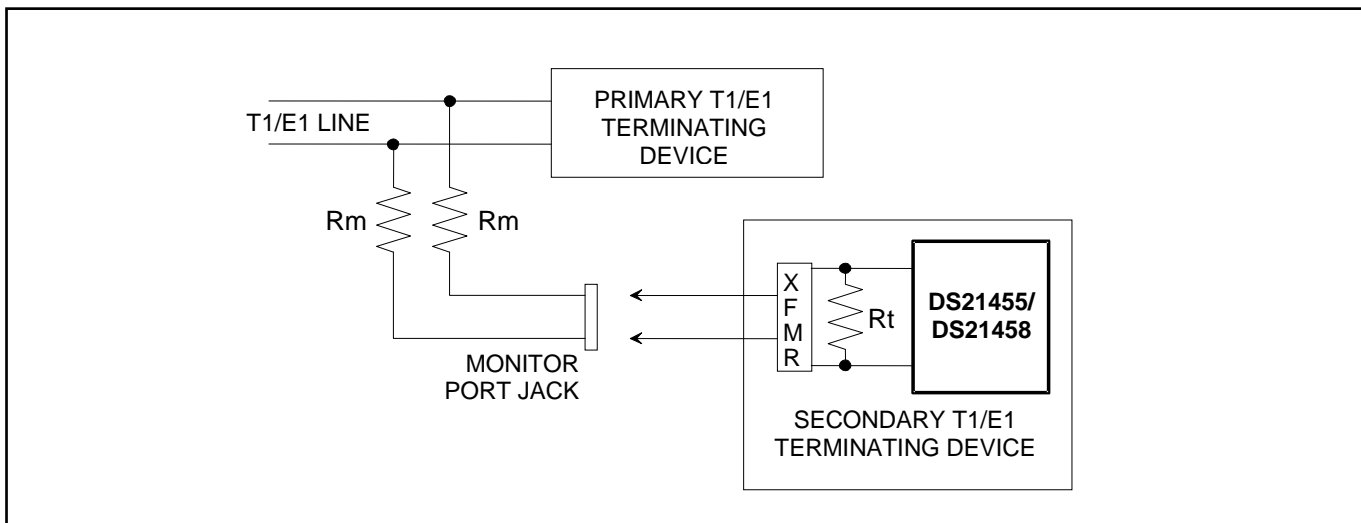 PRIMARY T1/E1
TERMINATING
DEVICE
T1/E1 LINE
Rm
Rm
MONITOR
PORT JACK
X
F
M
R
Rt
DS21455/
DS21458
SECONDARY T1/E1
TERMINATING DEVICE